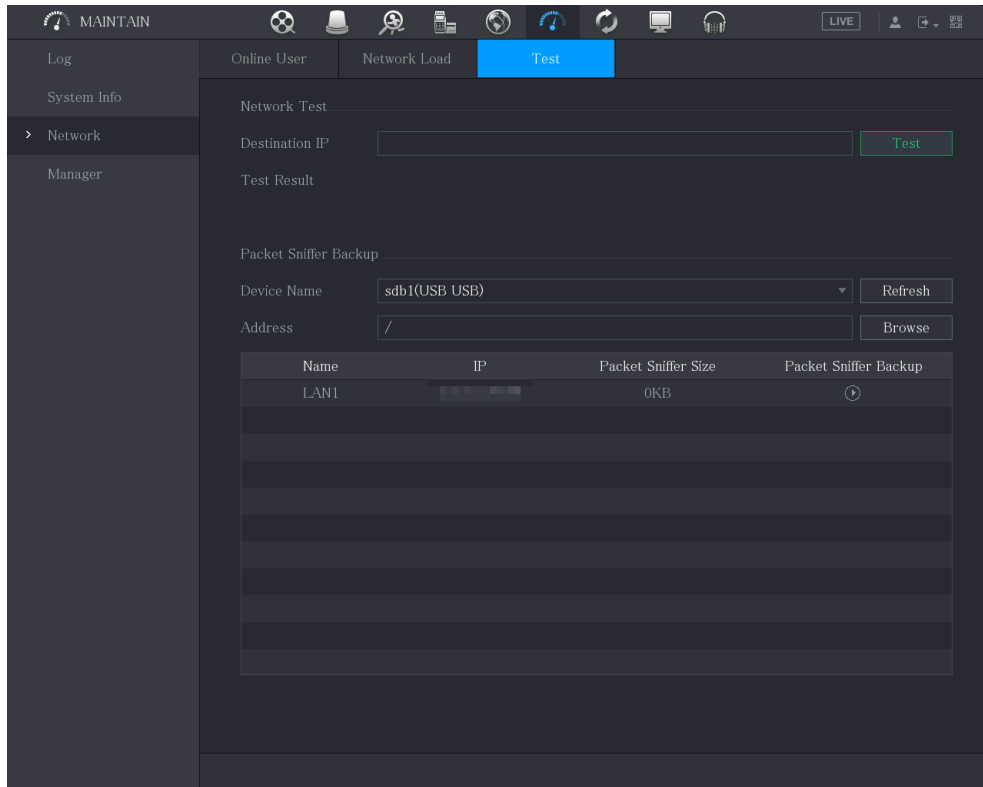 MAINTAIN
LIVE
Log
System Info
Network
Manager
Online User
Network Load
Test
Network Test
Destination IP
Test
Test Result
Packet Sniffer Backup
Device Name
sdb1(USB USB)
Refresh
Address
/
Browse
Name IP Packet Sniffer Size Packet Sniffer Backup
LAN1 0KB